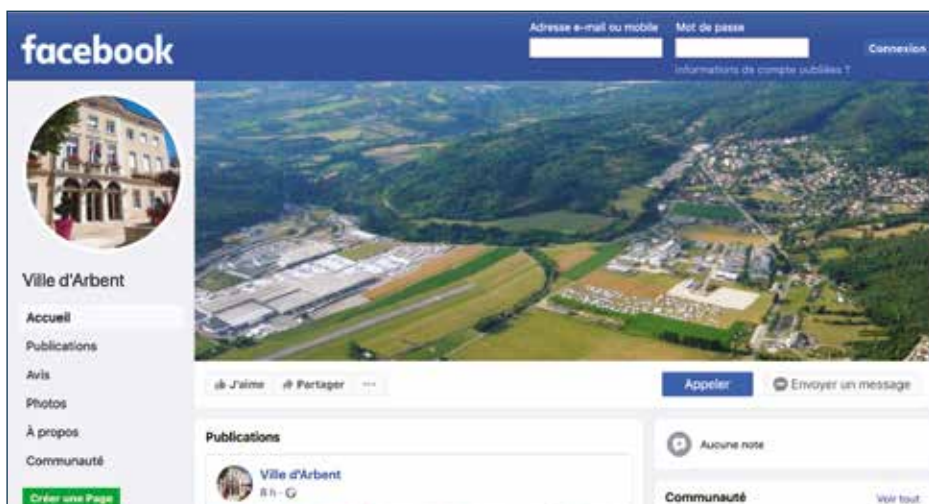 facebook
Adresse e-mail ou mobile
Mot de passe
Connexion
Informations de compte oubliées ?
Ville d'Arbent
Accueil
Publications
Avis
Photos
À propos
Communauté
Créer une Page
J'aime
Partager
...
Appeler
Envoyer un message
Publications
Ville d'Arbent
8 h ·
Aucune note
Communauté
Voir tout